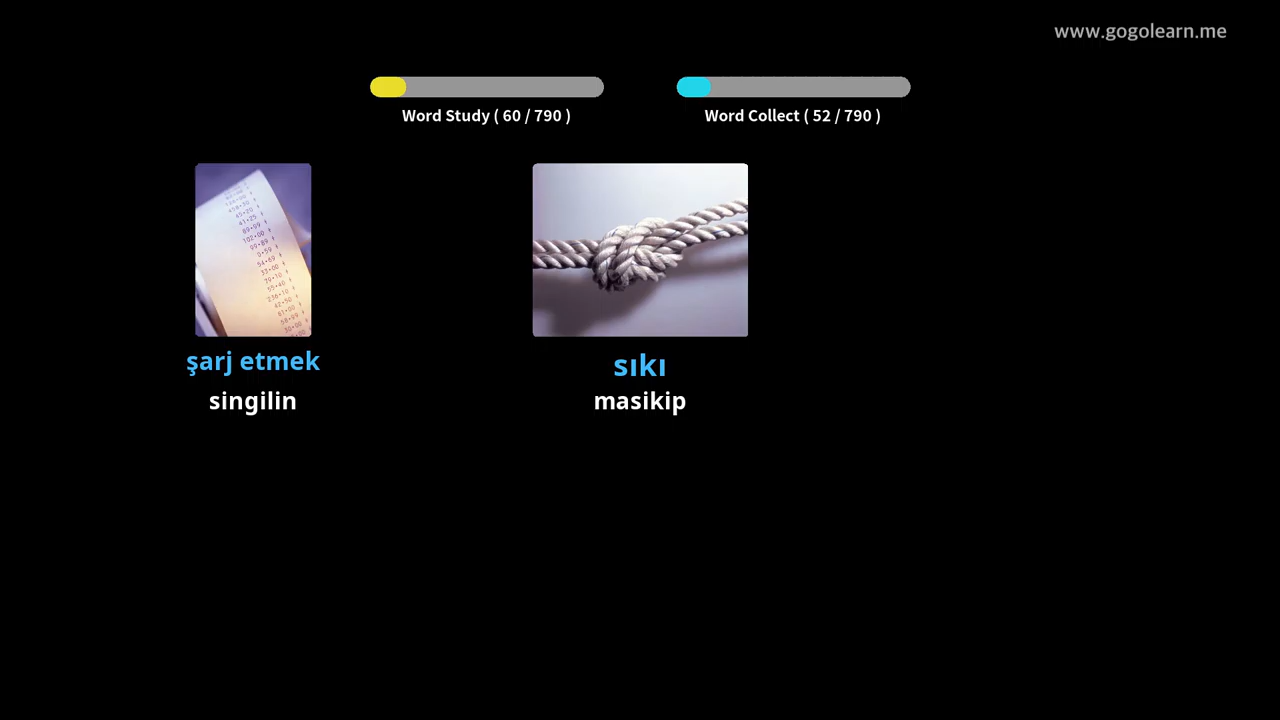 www.gogolearn.me
Word Study ( 60 / 790 )
Word Collect ( 52 / 790 )
şarj etmek
singilin
sıkı
masikip